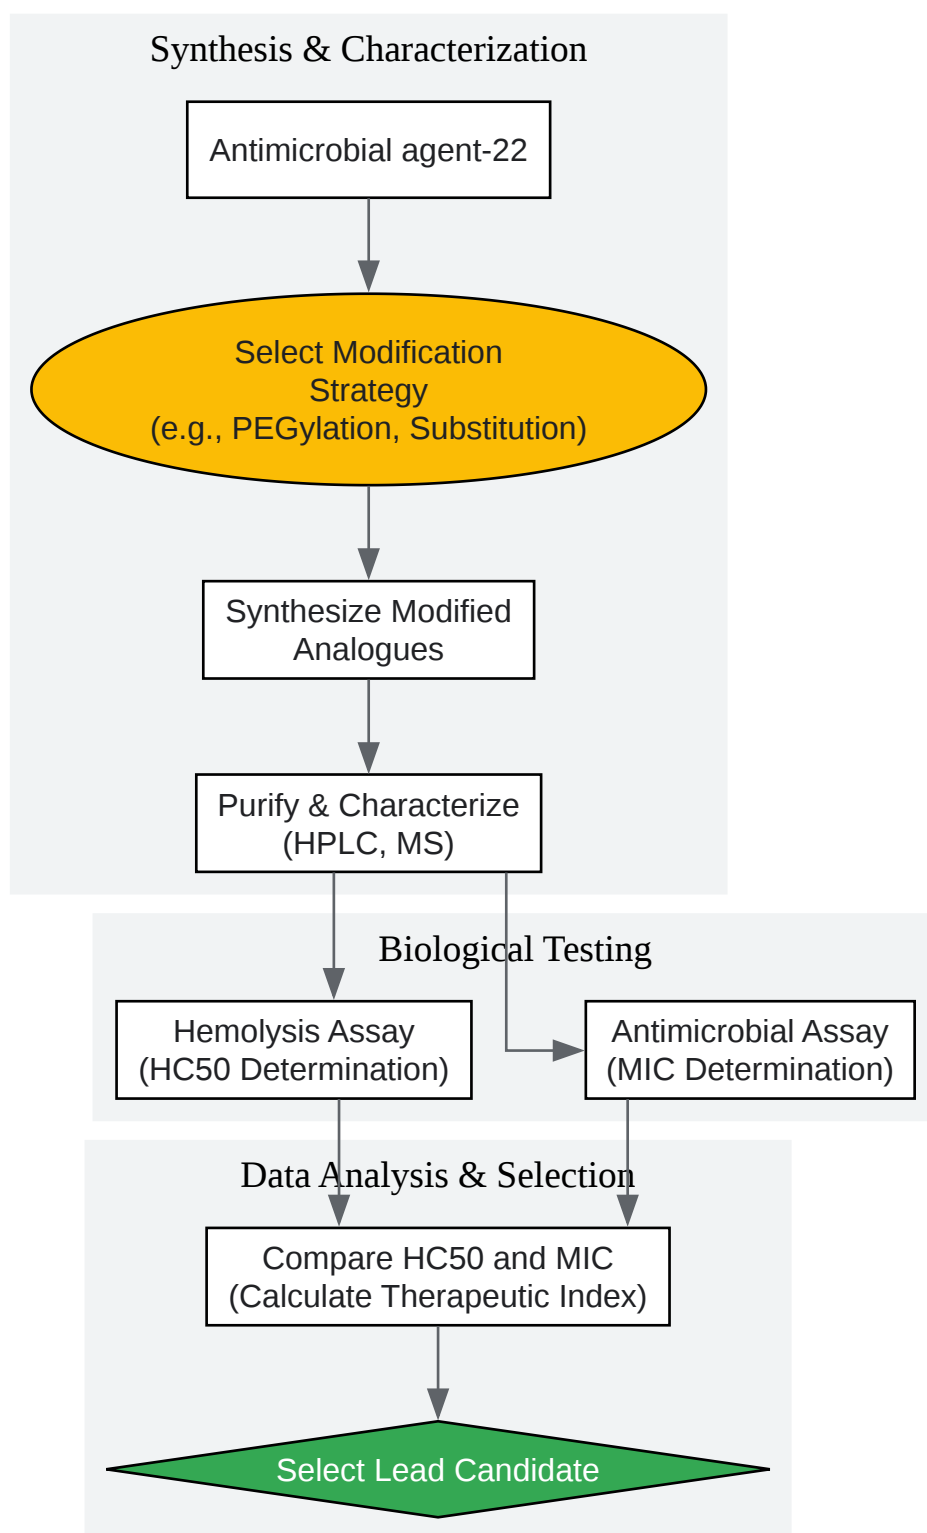 Synthesis & Characterization
Antimicrobial agent-22
Select Modification
Strategy
(e.g., PEGylation, Substitution)
Synthesize Modified
Analogues
Purify & Characterize
(HPLC, MS)
Biological Testing
Hemolysis Assay
(HC50 Determination)
Antimicrobial Assay
(MIC Determination)
Data Analysis & Selection
Compare HC50 and MIC
(Calculate Therapeutic Index)
Select Lead Candidate